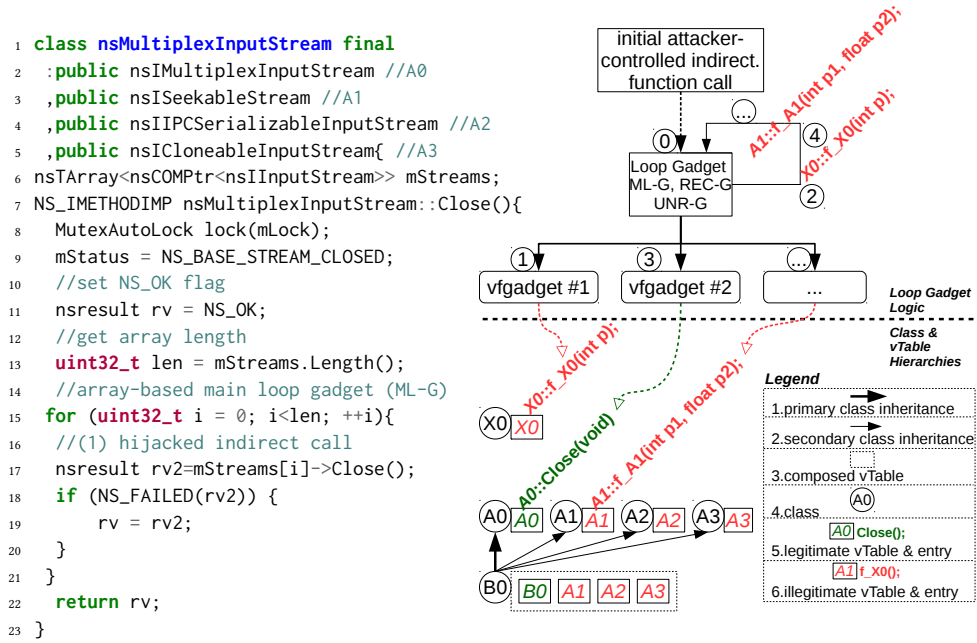 1 class nsMultiplexInputStream final
2 :public nsIMultiplexInputStream //A0
3 ,public nsISeekableStream //A1
4 ,public nsIIPCSerializableInputStream //A2
5 ,public nsICloneableInputStream{ //A3
6 nsTArray<nsCOMPtr<nsIInputStream>> mStreams;
7 NS_IMETHODIMP nsMultiplexInputStream::Close(){
8 MutexAutoLock lock(mLock);
9 mStatus = NS_BASE_STREAM_CLOSED;
10 //set NS_OK flag
11 nsresult rv = NS_OK;
12 //get array length
13 uint32_t len = mStreams.Length();
14 //array-based main loop gadget (ML-G)
15 for (uint32_t i = 0; i<len; ++i){
16 //(1) hijacked indirect call
17 nsresult rv2=mStreams[i]->Close();
18 if (NS_FAILED(rv2)) {
19 rv = rv2;
20 }
21 }
22 return rv;
23 }
initial attacker-
controlled indirect.
function call
...
A1::f_A1(int p1, float p2);
X0::f_X0(int p);
0
4
2
Loop Gadget
ML-G, REC-G
UNR-G
1
3
...
vfgadget #1
vfgadget #2
...
Loop Gadget
Logic
Class &
vTable
Hierarchies
X0::f_X0(int p);
A0::Close(void)
A1::f_A1(int p1, float p2);
X0 X0
A0 A0 A1 A1 A2 A2 A3 A3
B0 B0 A1 A2 A3
Legend
1.primary class inheritance
2.secondary class inheritance
3.composed vTable
A0
4.class
A0 Close();
5.legitimate vTable & entry
A1 f_X0();
6.illegitimate vTable & entry